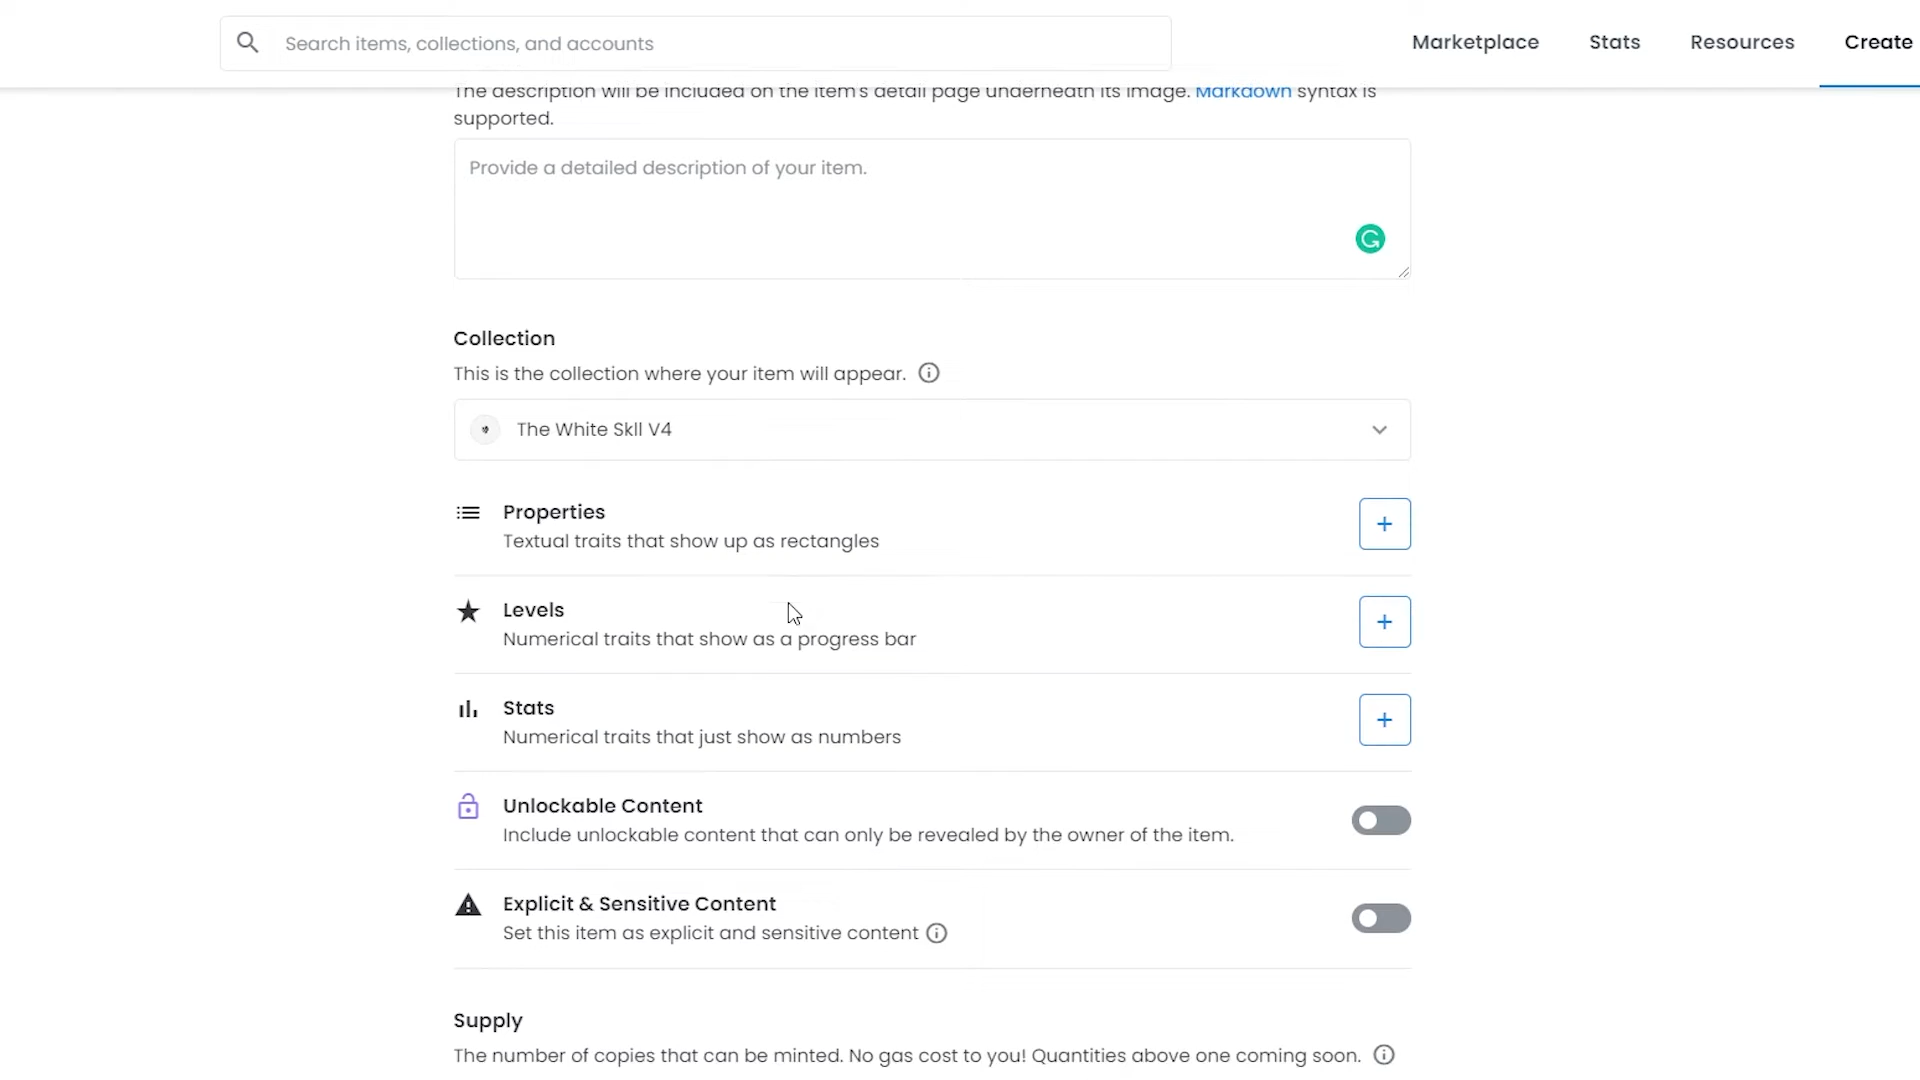 Search items, collections, and accounts
Marketplace
Stats
Resources
Create
The description will be included on the item's detail page underneath its image. Markdown syntax is
supported.
Provide a detailed description of your item.
Collection
This is the collection where your item will appear.
The White Skll V4
Properties
Textual traits that show up as rectangles
Levels
Numerical traits that show as a progress bar
Stats
Numerical traits that just show as numbers
Unlockable Content
Include unlockable content that can only be revealed by the owner of the item.
Explicit & Sensitive Content
Set this item as explicit and sensitive content
Supply
The number of copies that can be minted. No gas cost to you! Quantities above one coming soon.